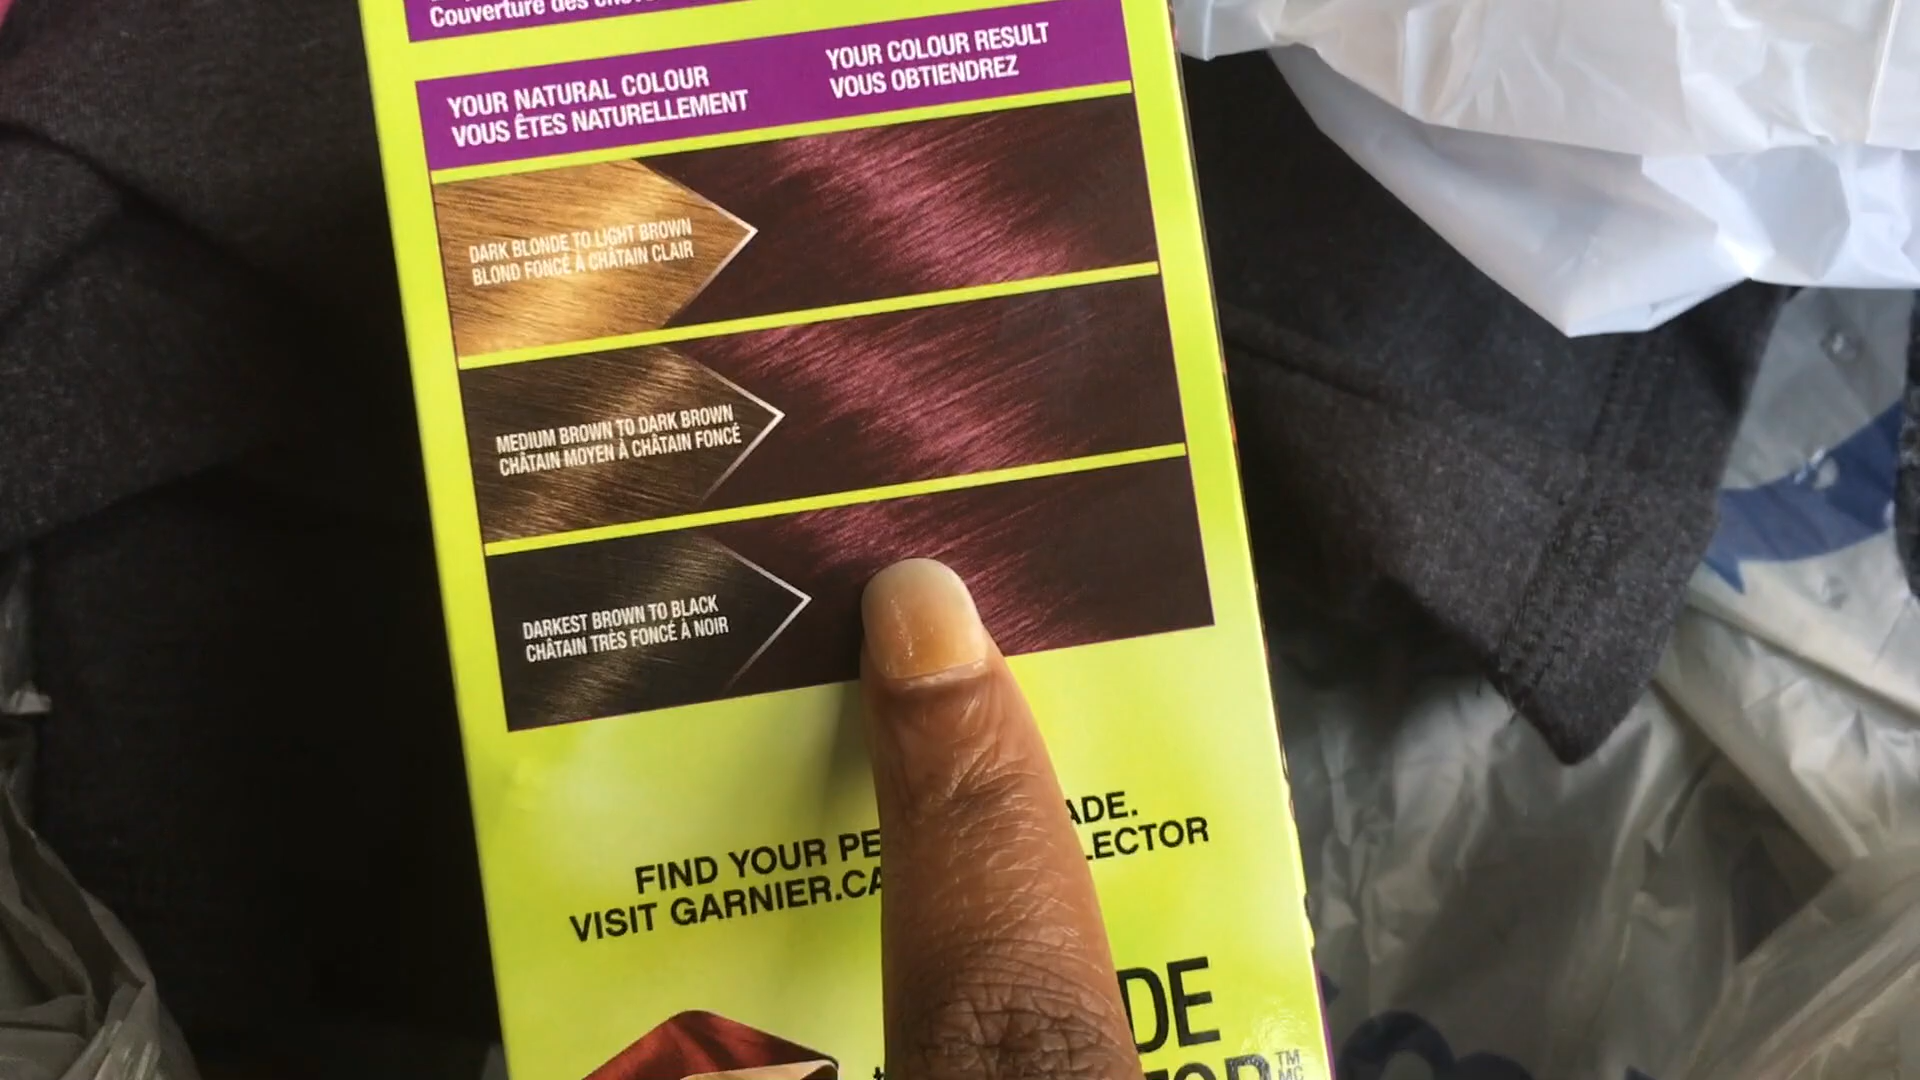 Couverture des
YOUR NATURAL COLOUR
VOUS ÊTES NATURELLEMENT
YOUR COLOUR RESULT
VOUS OBTIENDREZ
DARK BLONDE TO LIGHT BROWN
BLOND FONCÉ À CHÂTAIN CLAIR
MEDIUM BROWN TO DARK BROWN
CHÂTAIN MOYEN À CHÂTAIN FONCÉ
DARKEST BROWN TO BLACK
CHÂTAIN TRÈS FONCÉ À NOIR
FIND YOUR PE ADE.
VISIT GARNIER.CA LECTOR
DE
TM
MC